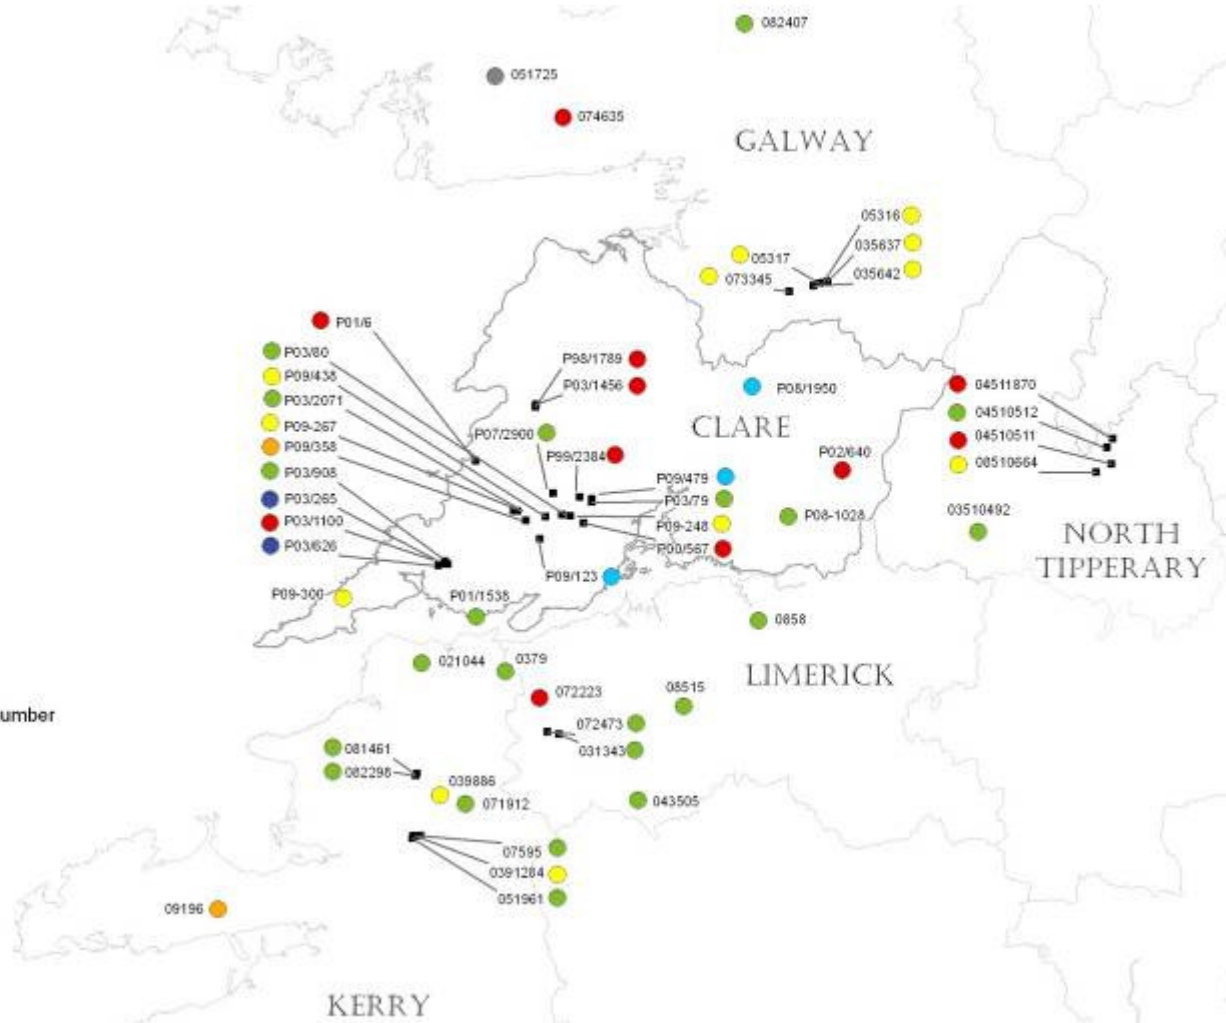 082407
051725
074635
GALWAY
05316
035637
05317
073345
035642
P01/6
P03/80
P09/438
P03/2071
P09-267
P09/358
P03/908
P03/265
P03/1100
P03/626
P98/1789
P03/1456
P08/1950
CLARE
P07/2900
P99/2384
P02/640
P09/479
P03/79
P09-248
P00/567
P08-1028
P09/123
04511870
04510512
04510511
08510664
03510492
NORTH
TIPPERARY
P09-300
P01/1538
0858
021044
0379
LIMERICK
072223
08515
072473
031343
umber
081461
082298
039886
071912
043505
07595
0391284
051961
09196
KERRY